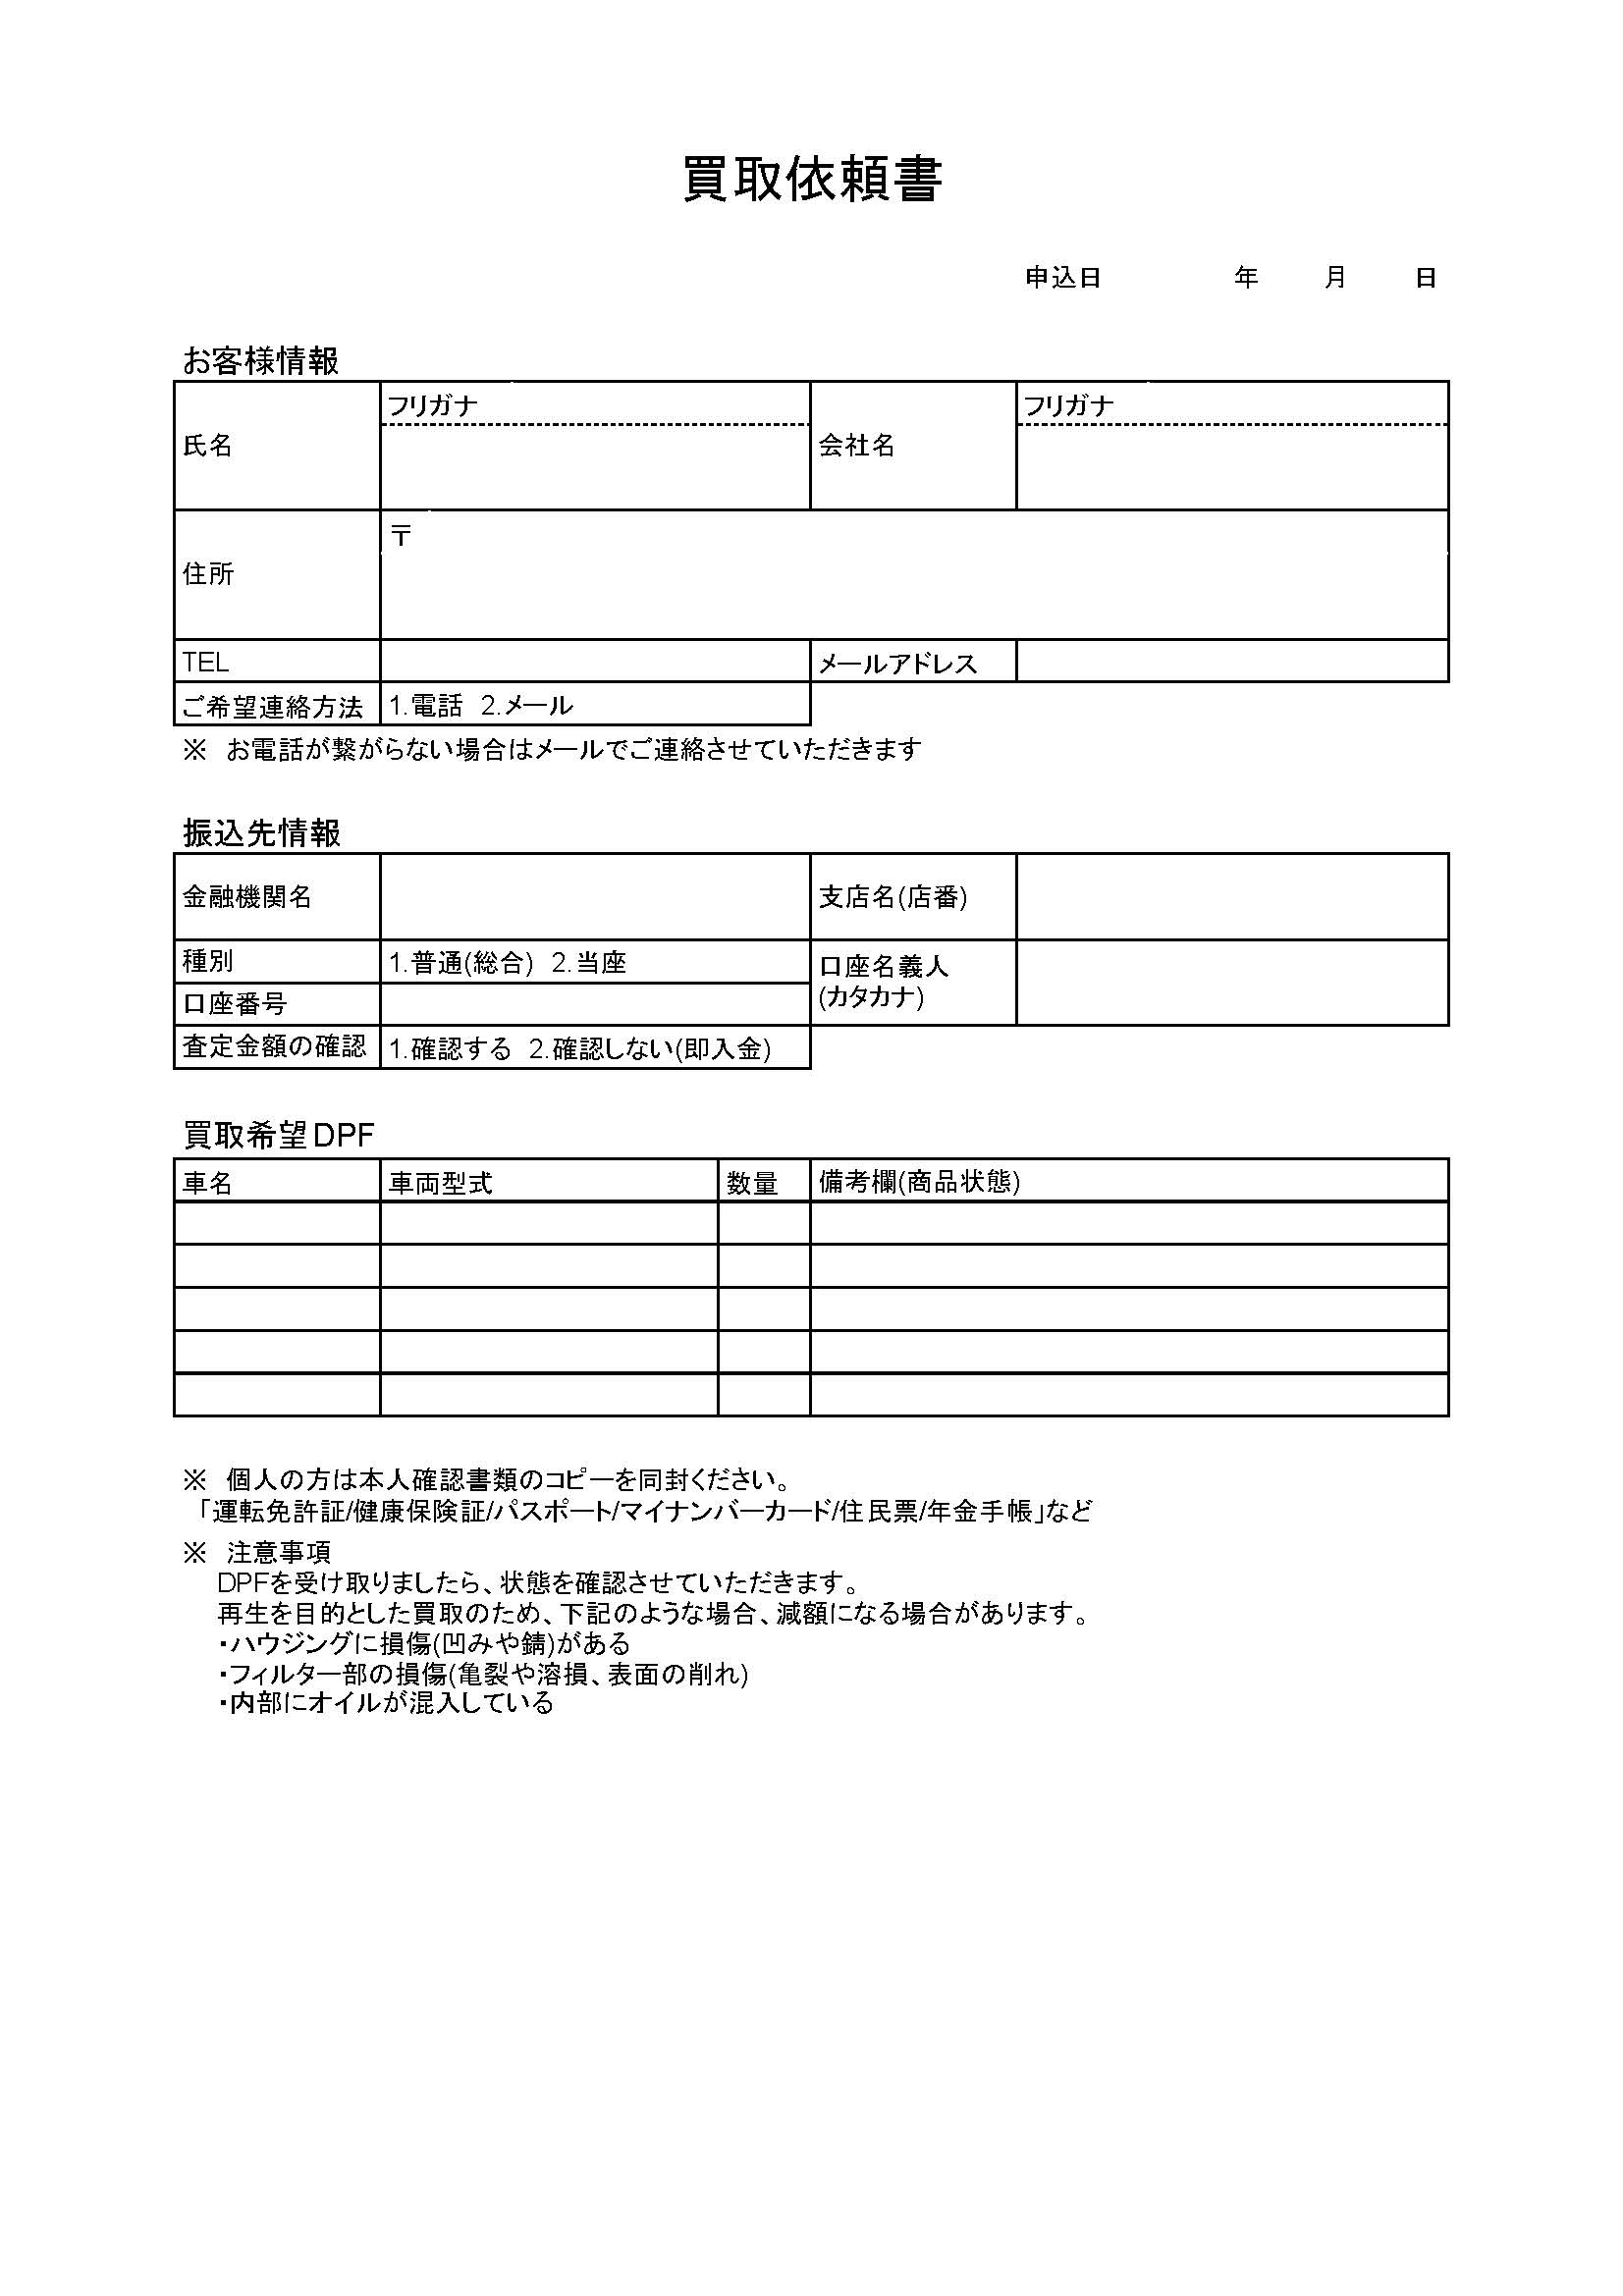 買取依頼書
申込日 年 月 日
お客様情報
氏名 フリガナ 会社名 フリガナ
住所 〒
TEL メールアドレス
ご希望連絡方法 1.電話 2.メール
※ お電話が繋がらない場合はメールでご連絡させていただきます
振込先情報
金融機関名 支店名(店番)
種別 1.普通(総合) 2.当座 口座名義人
(カタカナ)
口座番号
査定金額の確認 1.確認する 2.確認しない(即入金)
買取希望DPF
車名 車両型式 数量 備考欄(商品状態)
※ 個人の方は本人確認書類のコピーを同封ください。
「運転免許証/健康保険証/パスポート/マイナンバーカード/住民票/年金手帳」など
※ 注意事項
DPFを受け取りましたら、状態を確認させていただきます。
再生を目的とした買取のため、下記のような場合、減額になる場合があります。
・ハウジングに損傷(凹みや錆)がある
・フィルター部の損傷(亀裂や溶損、表面の削れ)
・内部にオイルが混入している